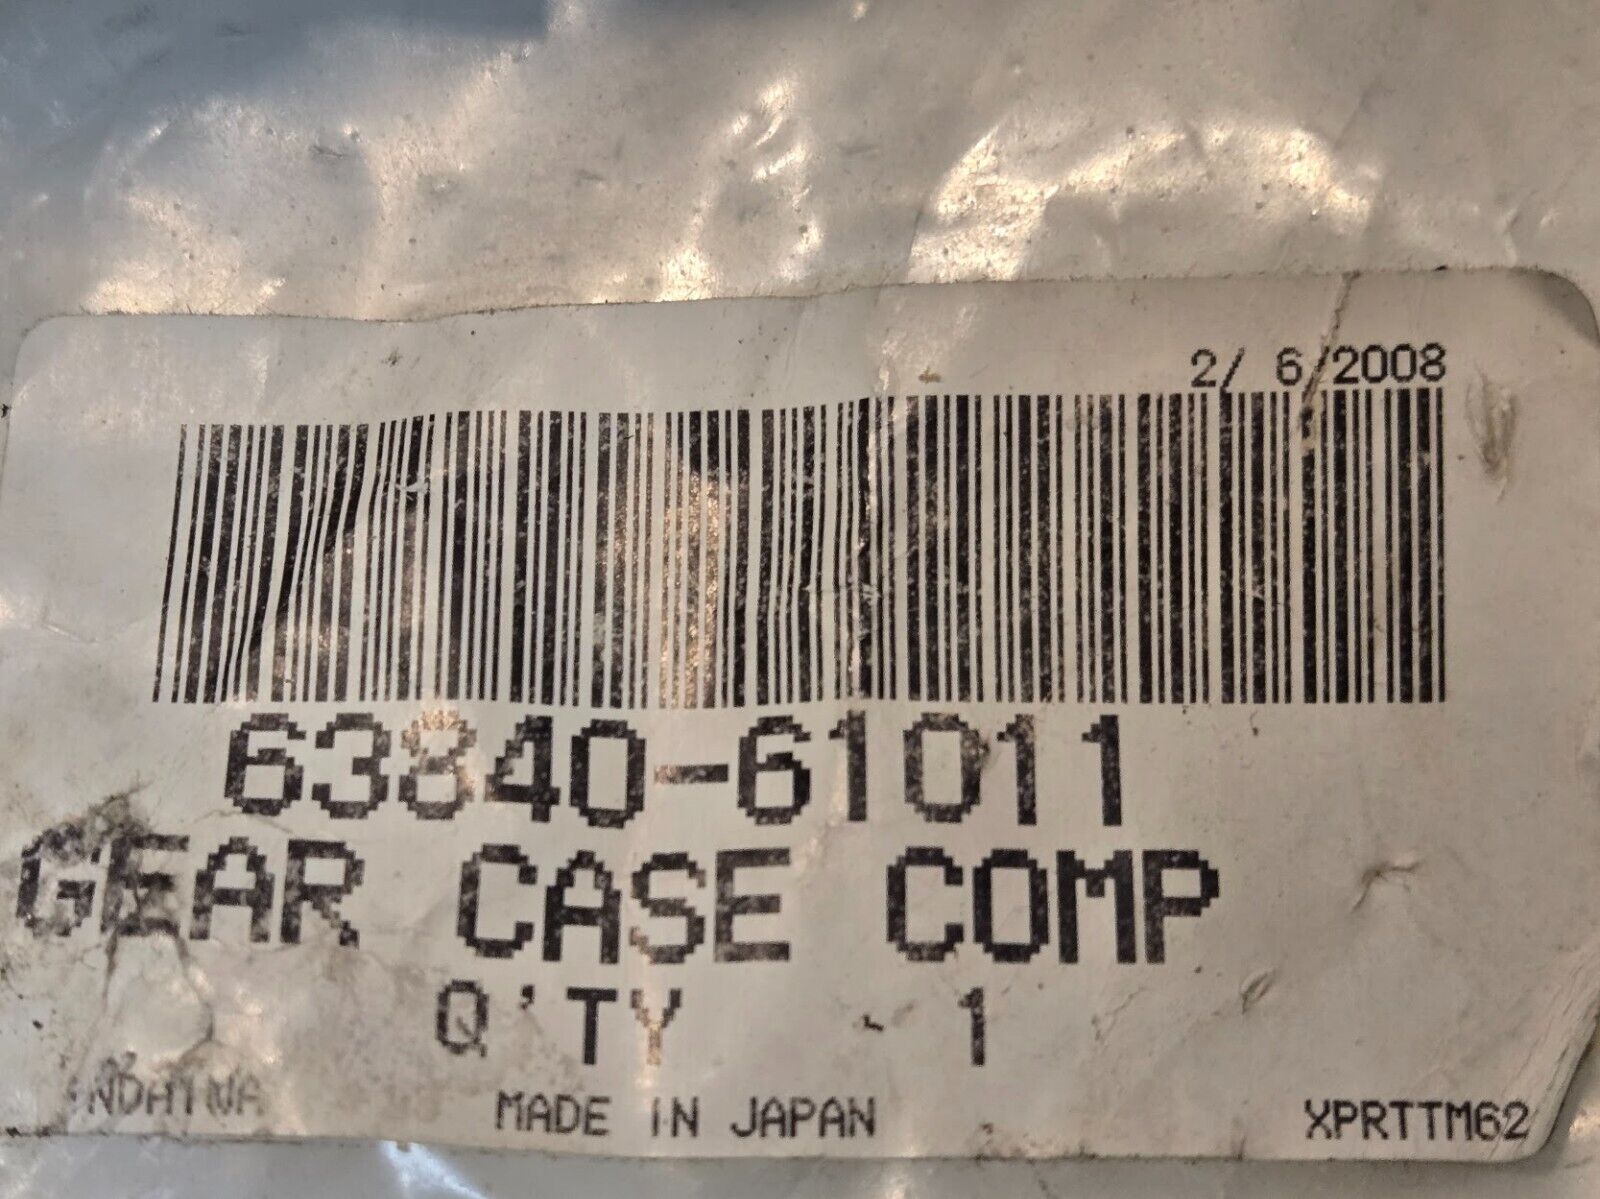 2/ 6/2008
63840-61011
GEAR CASE COMP
Q'TY 1
MADE IN JAPAN XPRTTM62